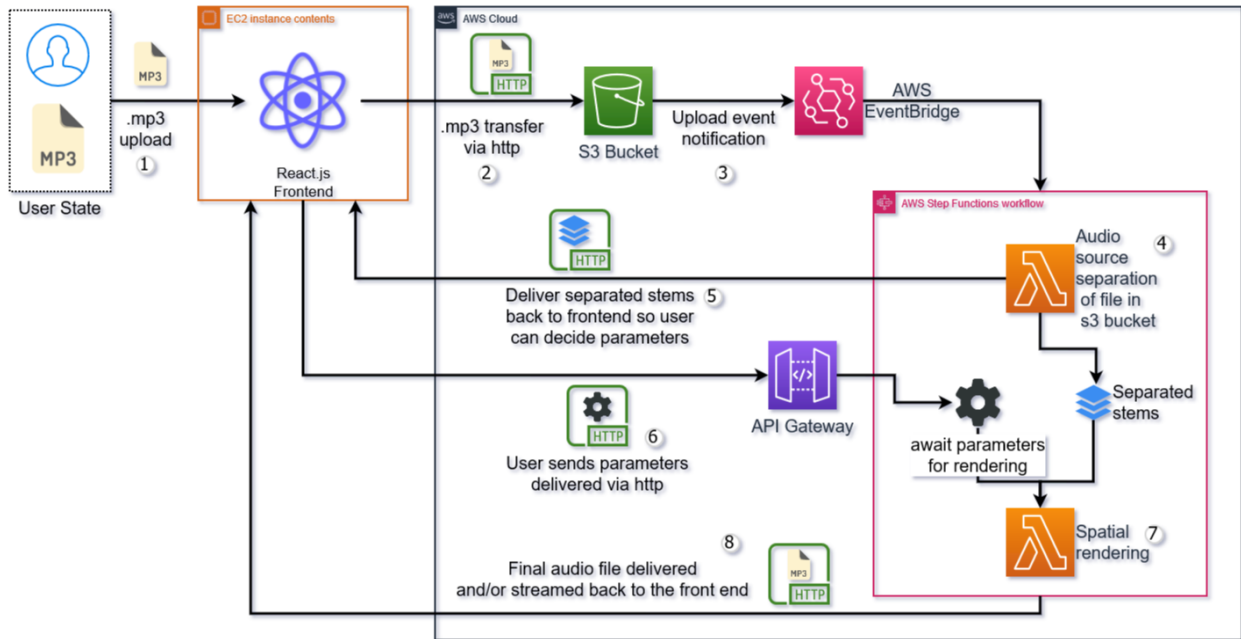 EC2 instance contents
aws
AWS Cloud
MP3
MP3
.mp3
upload
1
User State
React.js
Frontend
MP3
HTTP
.mp3 transfer
via http
2
S3 Bucket
Upload event
notification
3
AWS
EventBridge
AWS Step Functions workflow
Audio
source
separation
of file in
s3 bucket
4
HTTP
Deliver separated stems
back to frontend so user
can decide parameters
5
</>
API Gateway
HTTP
6
User sends parameters
delivered via http
await parameters
for rendering
Separated
stems
Spatial
rendering
7
8
Final audio file delivered
and/or streamed back to the front end
MP3
HTTP